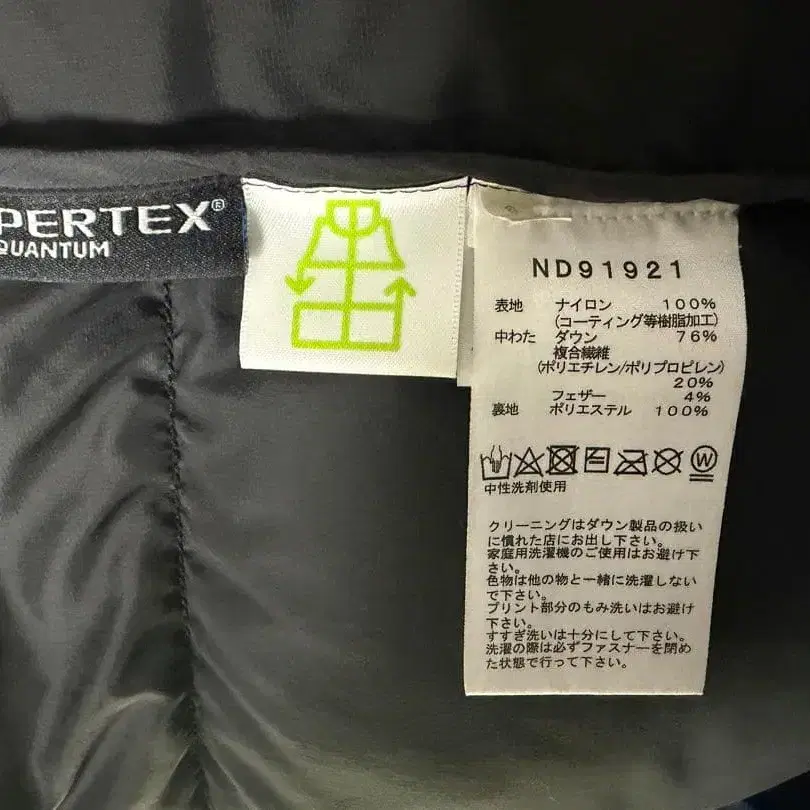 PERTEX®
QUANTUM
ND91921
表地 ナイロン 100%
(コーティング等樹脂加工)
中わた ダウン 76%
複合繊維
(ポリエチレン/ポリプロピレン)
20%
フェザー 4%
裏地 ポリエステル 100%
W
中性洗剤使用
クリーニングはダウン製品の扱い
に慣れた店にお出し下さい。
家庭用洗濯機のご使用はお避け下
さい。
色物は他の物と一緒に洗濯しない
で下さい。
プリント部分のもみ洗いはお避け
下さい。
すすぎ洗いは十分にして下さい。
洗濯の際は必ずファスナーを閉め
た状態で行って下さい。